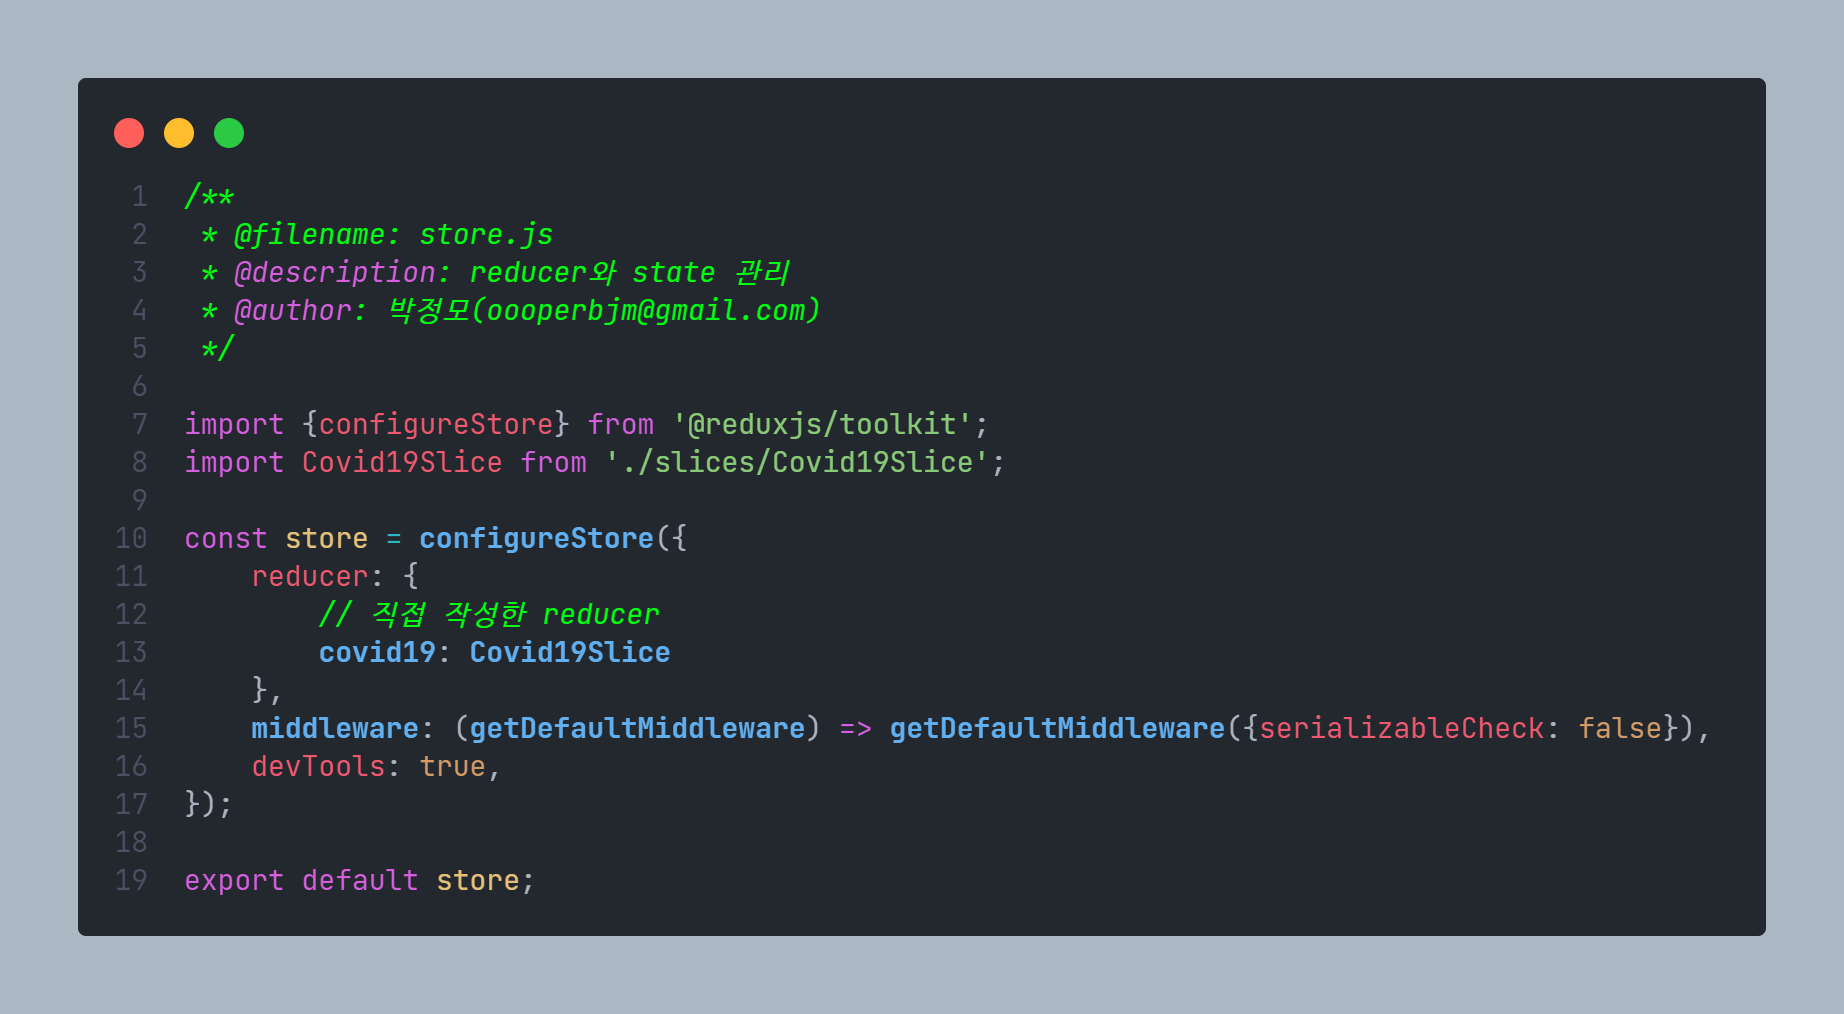 1 /**
2  * @filename: store.js
3  * @description: reducer와 state 관리
4  * @author: 박정모(oooperbjm@gmail.com)
5  */
6
7 import {configureStore} from '@reduxjs/toolkit';
8 import Covid19Slice from './slices/Covid19Slice';
9
10 const store = configureStore({
11     reducer: {
12         // 직접 작성한 reducer
13         covid19: Covid19Slice
14     },
15     middleware: (getDefaultMiddleware) => getDefaultMiddleware({serializableCheck: false}),
16     devTools: true,
17 });
18
19 export default store;